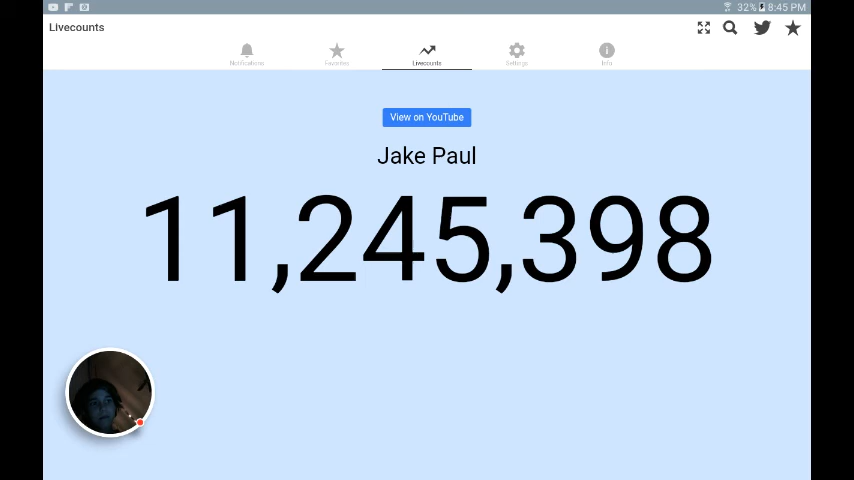 32% 8:45 PM
Livecounts
Notifications
Favorites
Livecounts
Settings
Info
View on YouTube
Jake Paul
11,245,398